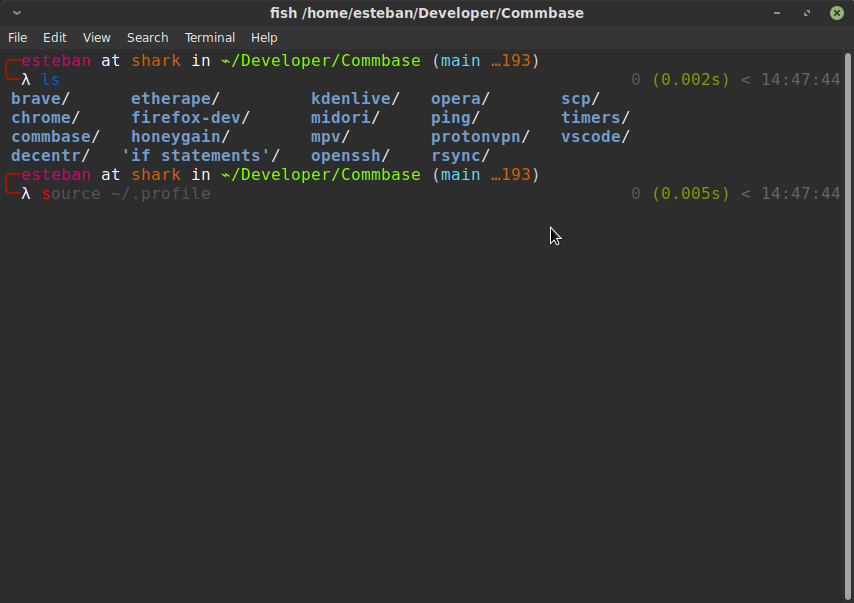 fish /home/esteban/Developer/Commbase
File Edit View Search Terminal Help
esteban at shark in ~/Developer/Commbase (main …193)
λ ls 0 (0.002s) < 14:47:44
brave/ etherape/ kdenlive/ opera/ scp/
chrome/ firefox-dev/ midori/ ping/ timers/
commbase/ honeygain/ mpv/ protonvpn/ vscode/
decentr/ 'if statements'/ openssh/ rsync/
esteban at shark in ~/Developer/Commbase (main …193)
λ source ~/.profile 0 (0.005s) < 14:47:44